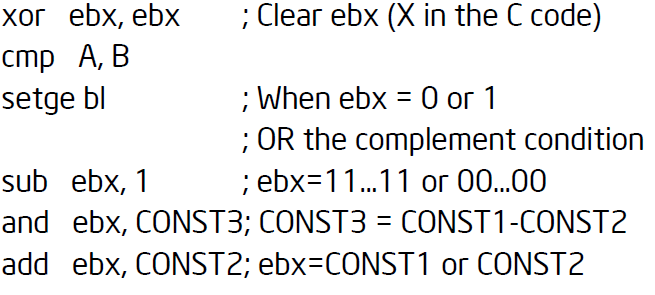 xor ebx, ebx ; Clear ebx (X in the C code)
cmp A, B
setge bl ; When ebx = 0 or 1
; OR the complement condition
sub ebx, 1 ; ebx=11...11 or 00...00
and ebx, CONST3; CONST3 = CONST1-CONST2
add ebx, CONST2; ebx=CONST1 or CONST2